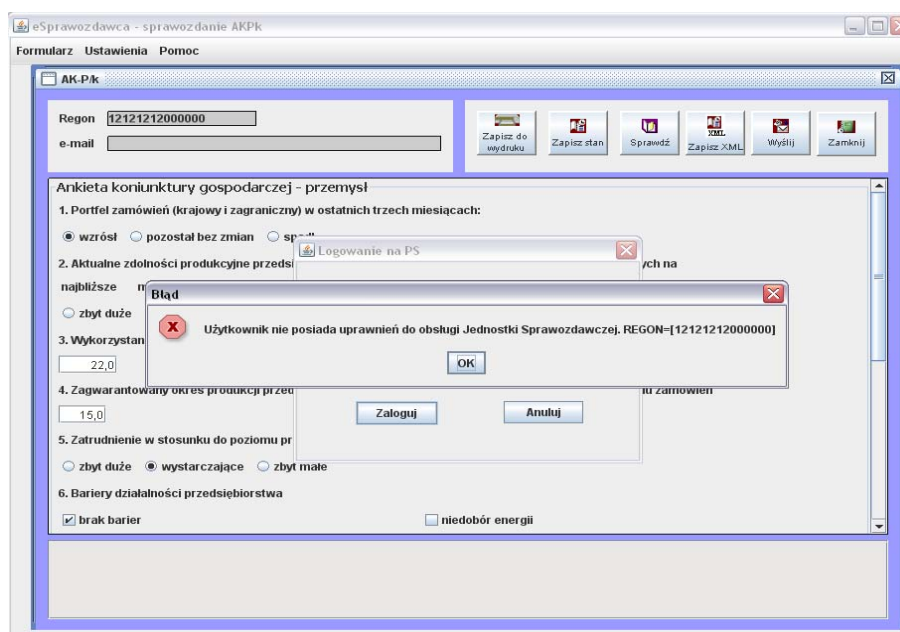 eSprawozdawca - sprawozdanie AKPk
Formularz Ustawienia Pomoc
AK-P/k
Regon 12121212000000
e-mail
Zapisz do wydruku
Zapisz stan
Sprawdź
XML
Zapisz XML
Wyślij
Zamknij
Ankieta koniunktury gospodarczej - przemysł
1. Portfel zamówień (krajowy i zagraniczny) w ostatnich trzech miesiącach:
wzrósł pozostał bez zmian
Logowanie na PS
2. Aktualne zdolności produkcyjne ych na
najbliższe
Błąd
zbyt duże
Użytkownik nie posiada uprawnień do obsługi Jednostki Sprawozdawczej. REGON=[12121212000000]
3. Wykorzystan
22,0
OK
4. Zagwarantowany okres produkcji zamówień
15,0
Zaloguj Anuluj
5. Zatrudnienie w stosunku do poziomu pr
zbyt duże wystarczające zbyt małe
6. Bariery działalności przedsiębiorstwa
brak barier niedobór energii